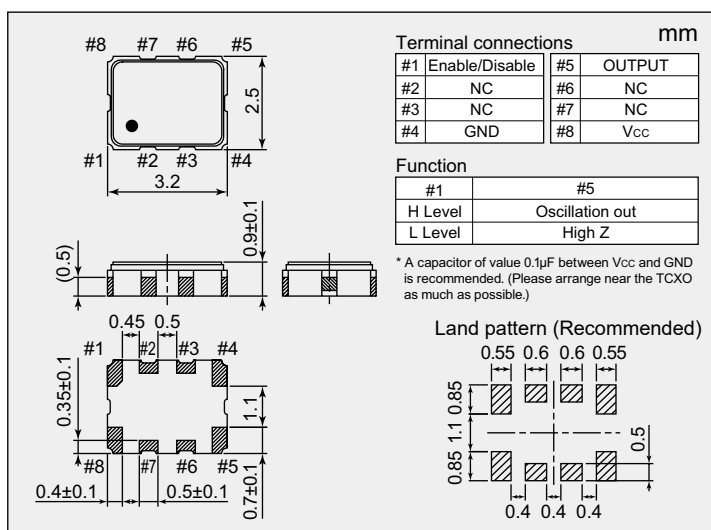 mm
#8 #7 #6 #5
2.5
#1 #2 #3 #4
3.2
Terminal connections
#1 Enable/Disable #5 OUTPUT
#2 NC #6 NC
#3 NC #7 NC
#4 GND #8 Vcc
Function
#1 #5
H Level Oscillation out
L Level High Z
* A capacitor of value 0.1µF between Vcc and GND
is recommended. (Please arrange near the TCXO
as much as possible.)
(0.5)
0.9±0.1
0.45 0.5
#1 #2 #3 #4
0.35±0.1
1.1
#8 #7 #6 #5
0.4±0.1 0.5±0.1
0.7±0.1
Land pattern (Recommended)
0.55 0.6 0.6 0.55
0.85
1.1
0.85
0.5
0.4 0.4 0.4